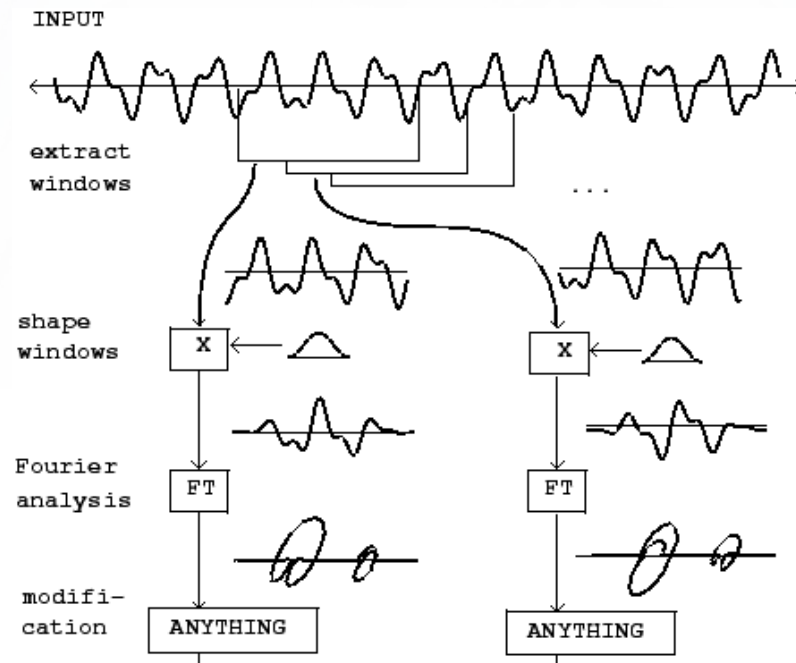 INPUT
extract
windows
...
shape
windows
X
X
Fourier
analysis
FT
FT
modifi-
cation
ANYTHING
ANYTHING